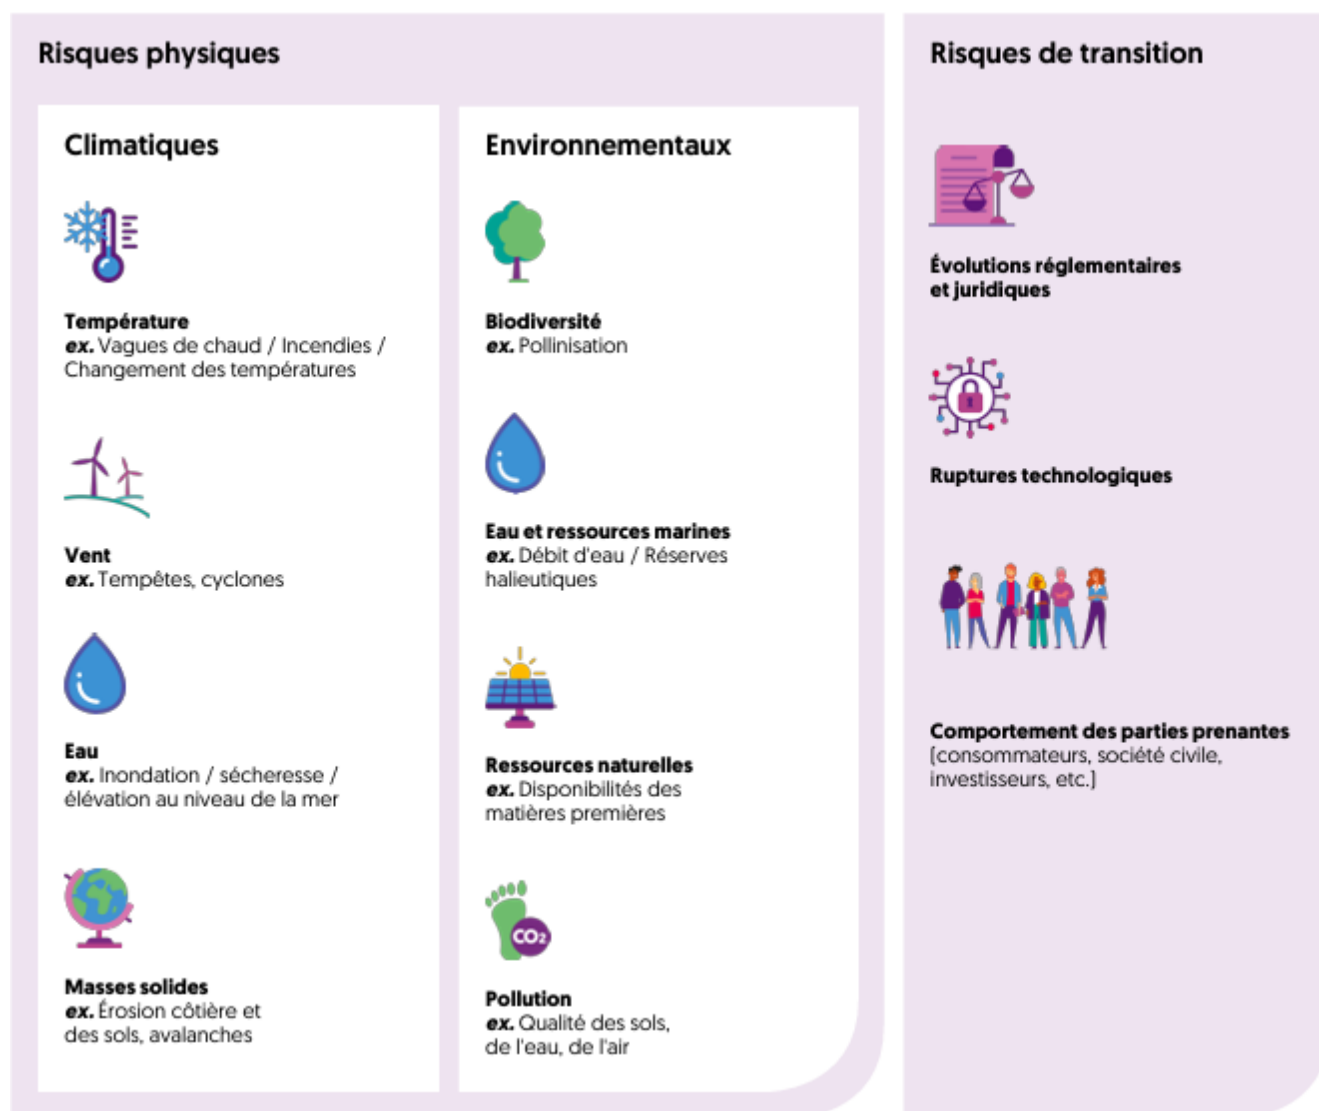 Risques physiques
Climatiques
Température
ex. Vagues de chaud / Incendies /
Changement des températures
Vent
ex. Tempêtes, cyclones
Eau
ex. Inondation / sécheresse /
élévation au niveau de la mer
Masses solides
ex. Érosion côtière et
des sols, avalanches
Environnementaux
Biodiversité
ex. Pollinisation
Eau et ressources marines
ex. Débit d'eau / Réserves
halieutiques
Ressources naturelles
ex. Disponibilités des
matières premières
CO2
Pollution
ex. Qualité des sols,
de l'eau, de l'air
Risques de transition
Évolutions réglementaires
et juridiques
Ruptures technologiques
Comportement des parties prenantes
(consommateurs, société civile,
investisseurs, etc.)